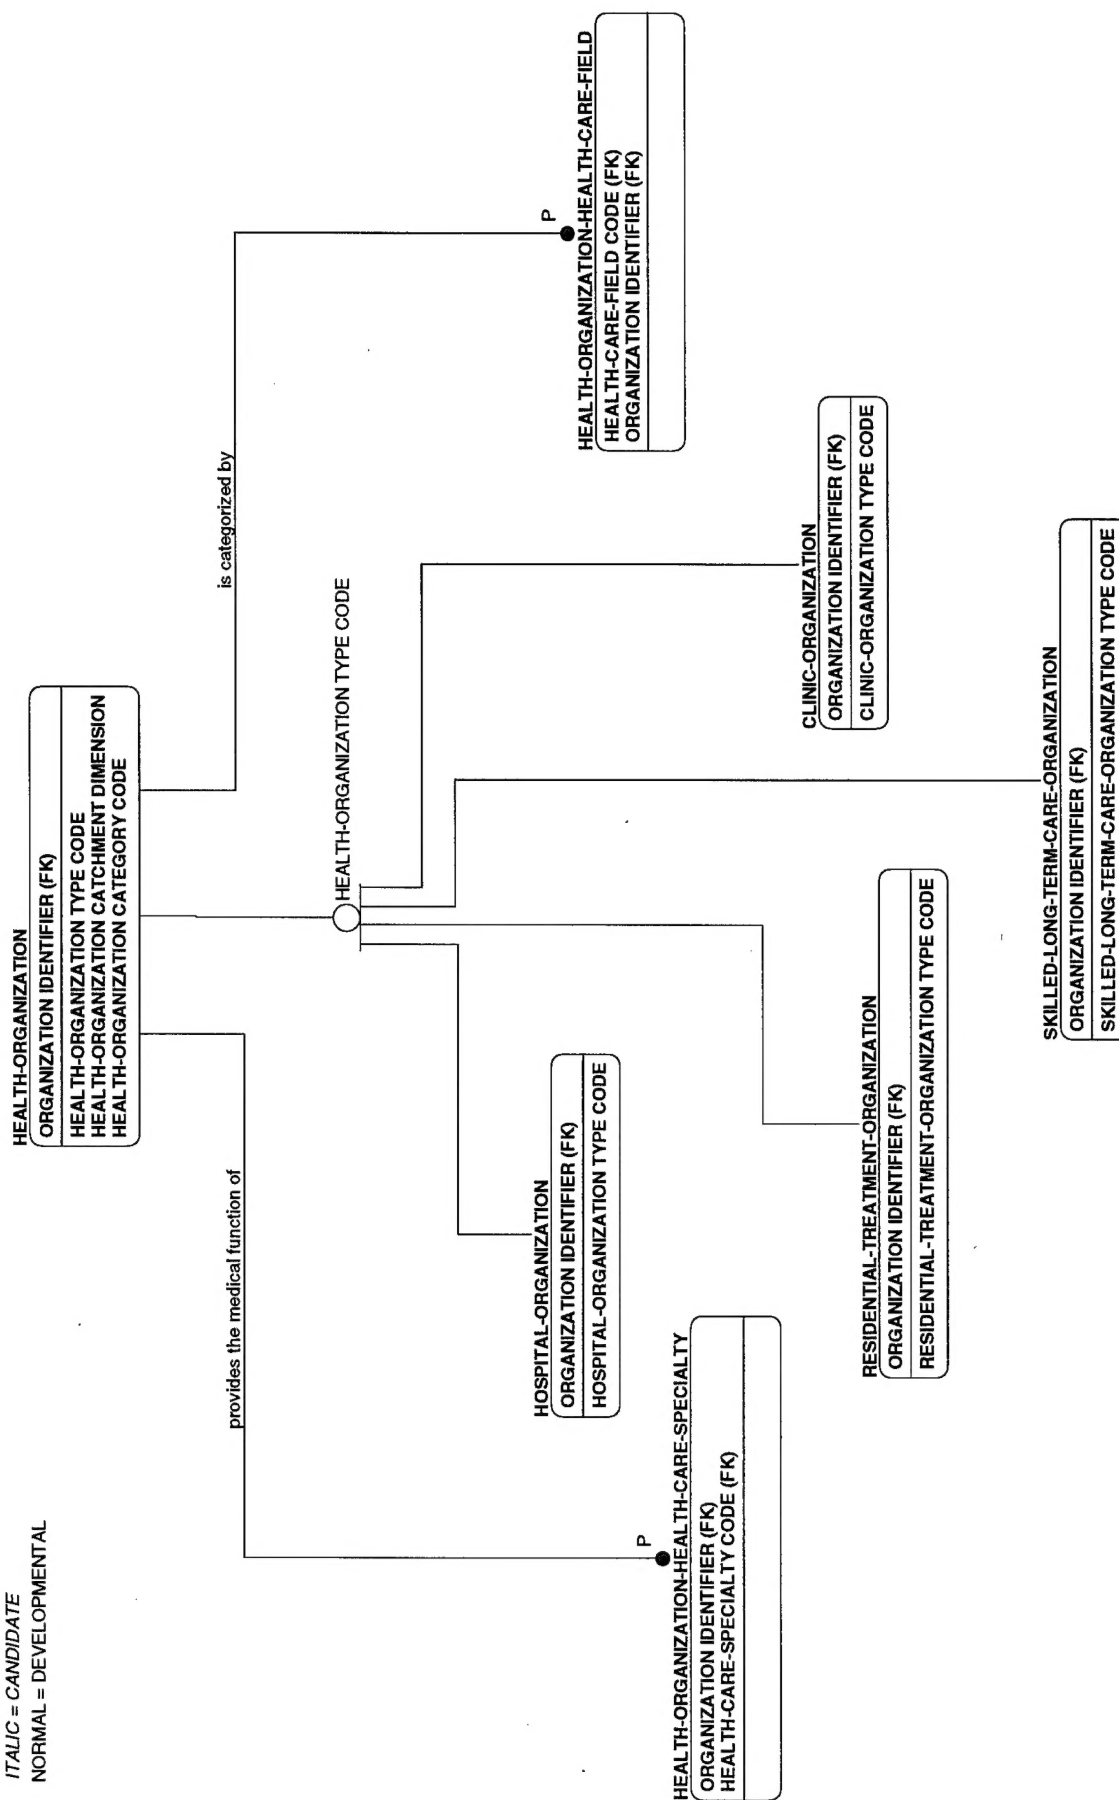 ITALIC = CANDIDATE
NORMAL = DEVELOPMENTAL
HEALTH-ORGANIZATION
ORGANIZATION IDENTIFIER (FK)
HEALTH-ORGANIZATION TYPE CODE
HEALTH-ORGANIZATION CATCHMENT DIMENSION
HEALTH-ORGANIZATION CATEGORY CODE
provides the medical function of
is categorized by
HEALTH-ORGANIZATION TYPE CODE
P
HEALTH-ORGANIZATION-HEALTH-CARE-SPECIALTY
ORGANIZATION IDENTIFIER (FK)
HEALTH-CARE-SPECIALTY CODE (FK)
HOSPITAL-ORGANIZATION
ORGANIZATION IDENTIFIER (FK)
HOSPITAL-ORGANIZATION TYPE CODE
P
HEALTH-ORGANIZATION-HEALTH-CARE-FIELD
HEALTH-CARE-FIELD CODE (FK)
ORGANIZATION IDENTIFIER (FK)
RESIDENTIAL-TREATMENT-ORGANIZATION
ORGANIZATION IDENTIFIER (FK)
RESIDENTIAL-TREATMENT-ORGANIZATION TYPE CODE
CLINIC-ORGANIZATION
ORGANIZATION IDENTIFIER (FK)
CLINIC-ORGANIZATION TYPE CODE
SKILLED-LONG-TERM-CARE-ORGANIZATION
ORGANIZATION IDENTIFIER (FK)
SKILLED-LONG-TERM-CARE-ORGANIZATION TYPE CODE